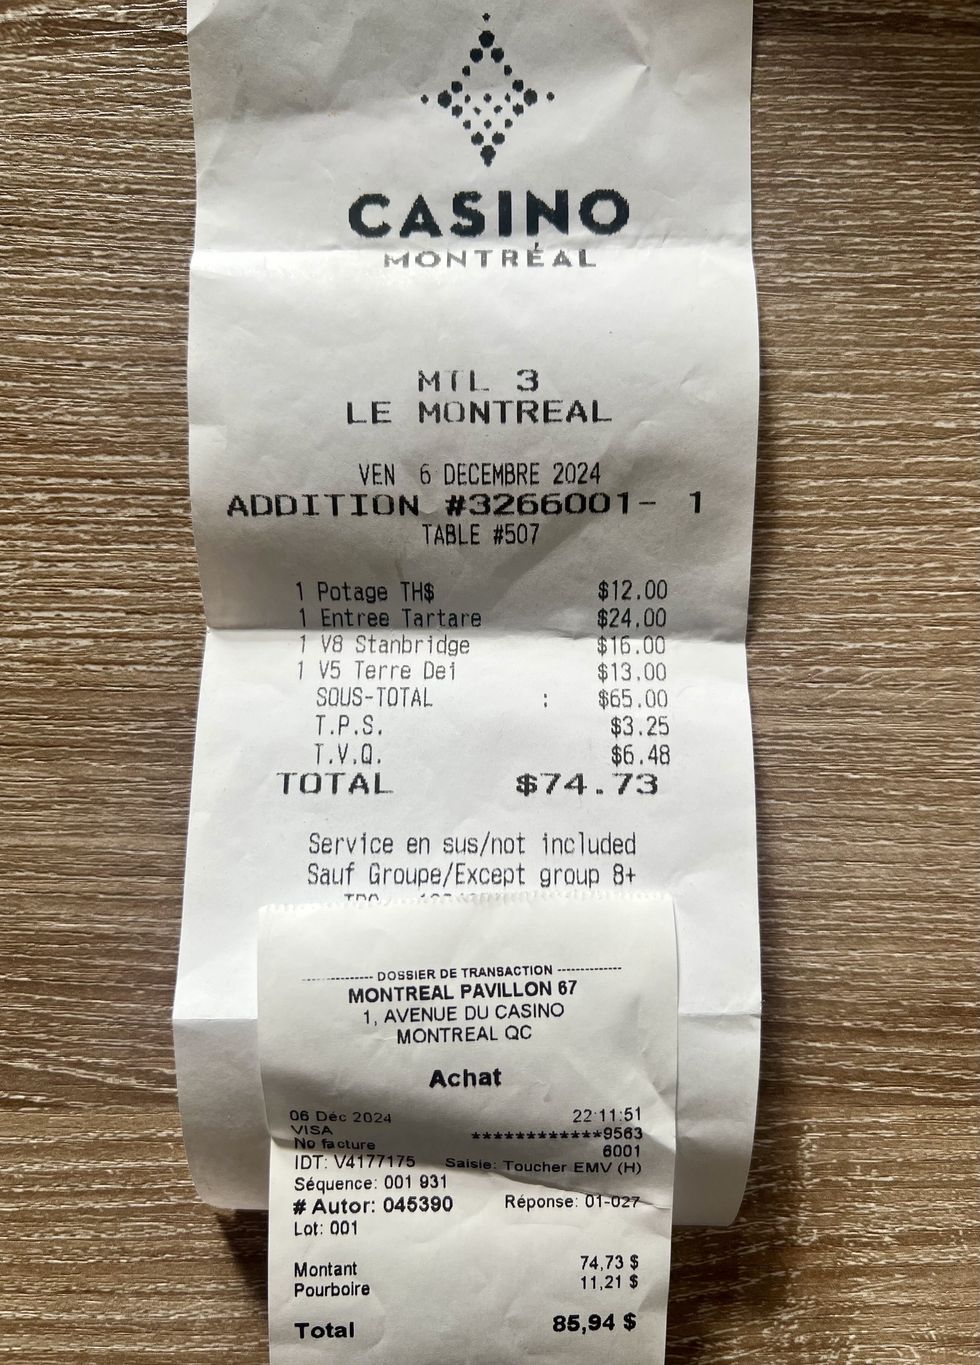 CASINO
MONTRÉAL
MTL 3
LE MONTREAL
VEN 6 DECEMBRE 2024
ADDITION #3266001- 1
TABLE #507
1 Potage TH$ $12.00
1 Entree Tartare $24.00
1 V8 Stanbridge $16.00
1 V5 Terre Dei $13.00
SOUS-TOTAL : $65.00
T.P.S. $3.25
T.V.Q. $6.48
TOTAL $74.73
Service en sus/not included
Sauf Groupe/Except group 8+
------------- DOSSIER DE TRANSACTION -------------
MONTREAL PAVILLON 67
1, AVENUE DU CASINO
MONTREAL QC
Achat
06 Déc 2024 22:11:51
VISA ************9563
No facture 6001
IDT: V4177175 Saisie: Toucher EMV (H)
Séquence: 001 931
# Autor: 045390 Réponse: 01-027
Lot: 001
Montant 74,73 $
Pourboire 11,21 $
Total 85,94 $